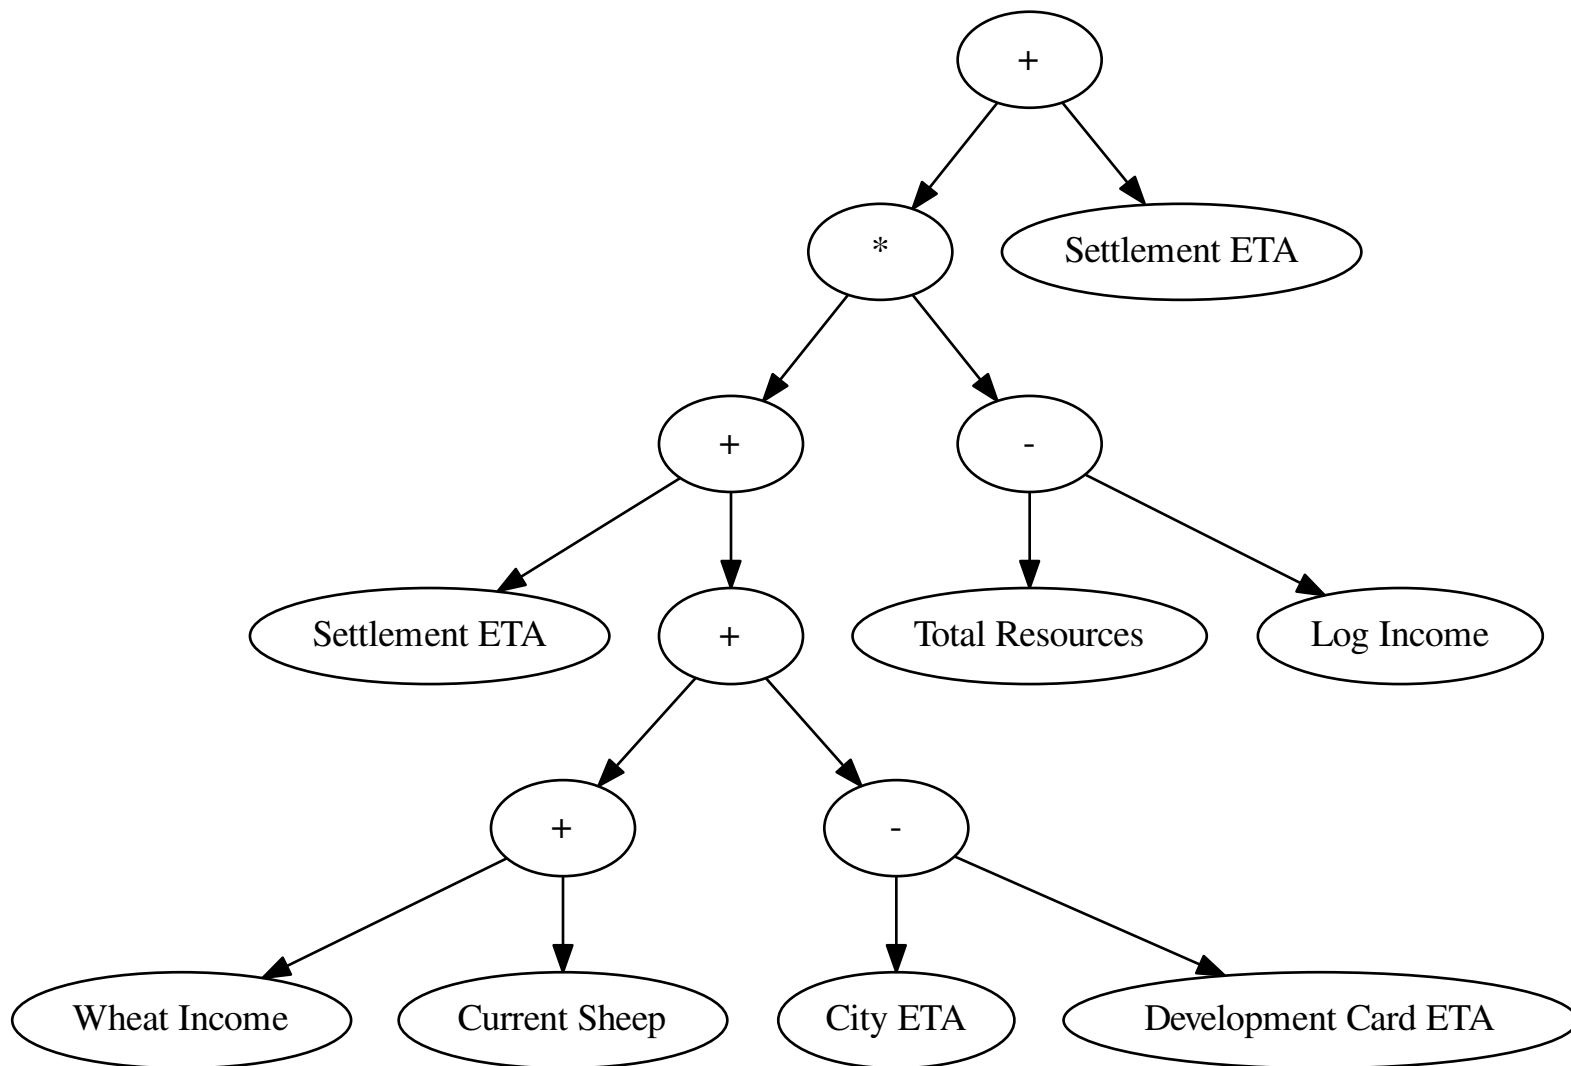 +
*
Settlement ETA
+
-
Settlement ETA
+
Total Resources
Log Income
+
-
Wheat Income
Current Sheep
City ETA
Development Card ETA